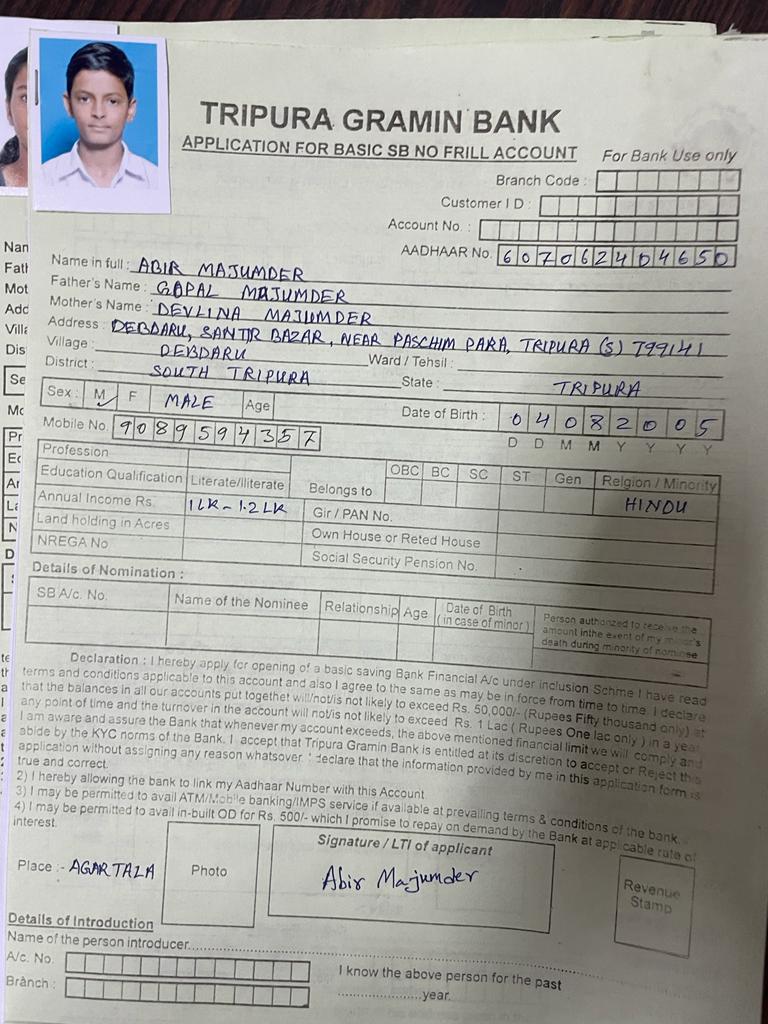 TRIPURA GRAMIN BANK
APPLICATION FOR BASIC SB NO FRILL ACCOUNT
For Bank Use only
Branch Code :
Customer I D :
Account No. :
AADHAAR No. 607062404650
Name in full : ABIR MAJUMDER
Father's Name : GOPAL MAJUMDER
Mother's Name : DEVLINA MAJUMDER
Address : DEBDARU, SANTIR BAZAR, NEAR PASCHIM PARA, TRIPURA (S) 799141
Village : DEBDARU Ward / Tehsil :
District : SOUTH TRIPURA State : TRIPURA
Sex : M F MALE Age Date of Birth : 04082005
D D M M Y Y Y Y
Mobile No. 9089594357
Profession
Education Qualification Literate/Illiterate Belongs to OBC BC SC ST Gen Relgion / Minority
HINDU
Annual Income Rs. 1 LK - 1.2 LK Gir / PAN No.
Land holding in Acres Own House or Reted House
NREGA No Social Security Pension No.
Details of Nomination :
SB A/c. No. Name of the Nominee Relationship Age Date of Birth (in case of minor) Person authorized to receive the amount inthe event of my minor's death during minority of nominee
Declaration : I hereby apply for opening of a basic saving Bank Financial A/c under inclusion Schme I have read
terms and conditions applicable to this account and also I agree to the same as may be in force from time to time. I declare
that the balances in all our accounts put togethet will/not/is not likely to exceed Rs. 50,000/- (Rupees Fifty thousand only) at
any point of time and the turnover in the account will not/is not likely to exceed Rs. 1 Lac ( Rupees One lac only ) in a year.
I am aware and assure the Bank that whenever my account exceeds, the above mentioned financial limit we will comply and
abide by the KYC norms of the Bank. I accept that Tripura Gramin Bank is entitled at its discretion to accept or Reject this
application without assigning any reason whatsover. I declare that the information provided by me in this application form is
true and correct.
2) I hereby allowing the bank to link my Aadhaar Number with this Account
3) I may be permitted to avail ATM/Mobile banking/IMPS service if available at prevailing terms & conditions of the bank.
4) I may be permitted to avail in-built OD for Rs. 500/- which I promise to repay on demand by the Bank at applicable rate of
interest.
Place :- AGARTALA
Photo
Signature / LTI of applicant
Abir Majumder
Revenue
Stamp
Details of Introduction
Name of the person introducer
A/c. No.
I know the above person for the past
Branch :
year.